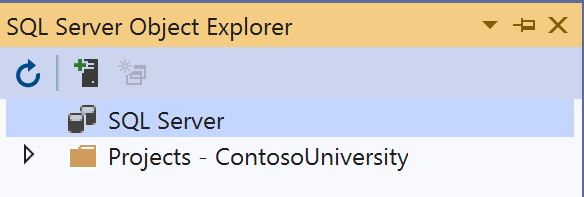 SQL Server Object Explorer
SQL Server
Projects - ContosoUniversity